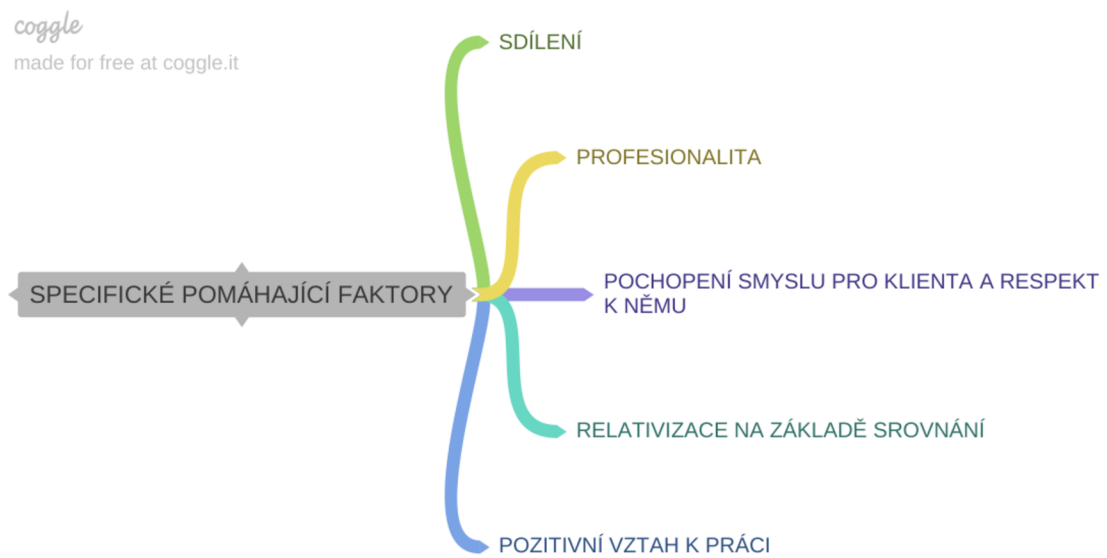 coggle
made for free at coggle.it
SDÍLENÍ
PROFESIONALITA
SPECIFICKÉ POMÁHAJÍCÍ FAKTORY
POCHOPENÍ SMYSLU PRO KLIENTA A RESPEKT
K NĚMU
RELATIVIZACE NA ZÁKLADĚ SROVNÁNÍ
POZITIVNÍ VZTAH K PRÁCI